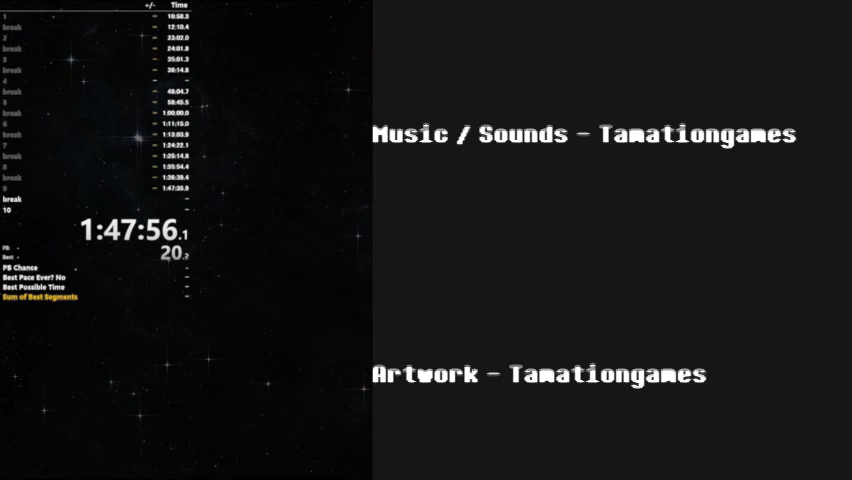 +/- Time
1 - 10:58.3
break - 12:10.4
2 - 23:02.0
break - 24:01.8
3 - 35:01.3
break - 36:14.8
4 - -
break - 48:04.7
5 - 58:45.5
break - 1:00:00.0
6 - 1:11:15.0
break - 1:13:03.9
7 - 1:24:22.1
break - 1:25:14.8
8 - 1:35:54.4
break - 1:36:39.4
9 - 1:47:35.9
break -
10 -
1:47:56.1
20.2
PB: -
Best: -
PB Chance -
Best Pace Ever? No -
Best Possible Time -
Sum of Best Segments -
Music / Sounds - Tamationgames
Artwork - Tamationgames